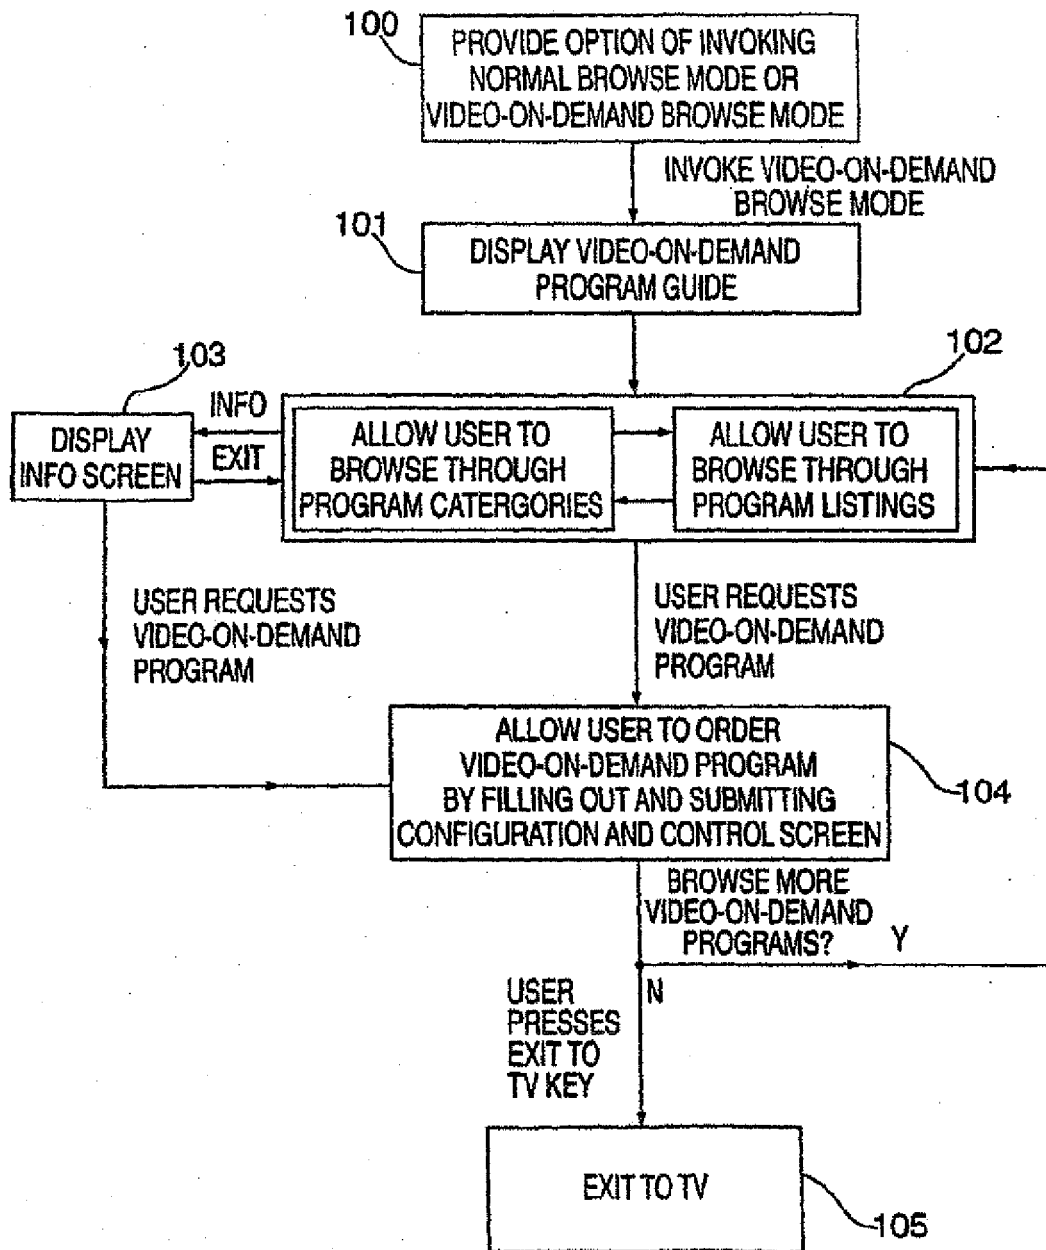 100
PROVIDE OPTION OF INVOKING
NORMAL BROWSE MODE OR
VIDEO-ON-DEMAND BROWSE MODE
INVOKE VIDEO-ON-DEMAND
BROWSE MODE
101
DISPLAY VIDEO-ON-DEMAND
PROGRAM GUIDE
103
102
DISPLAY
INFO SCREEN
INFO
EXIT
ALLOW USER TO
BROWSE THROUGH
PROGRAM CATERGORIES
ALLOW USER TO
BROWSE THROUGH
PROGRAM LISTINGS
USER REQUESTS
VIDEO-ON-DEMAND
PROGRAM
USER REQUESTS
VIDEO-ON-DEMAND
PROGRAM
ALLOW USER TO ORDER
VIDEO-ON-DEMAND PROGRAM
BY FILLING OUT AND SUBMITTING
CONFIGURATION AND CONTROL SCREEN
104
BROWSE MORE
VIDEO-ON-DEMAND
PROGRAMS?
Y
N
USER
PRESSES
EXIT TO
TV KEY
EXIT TO TV
105